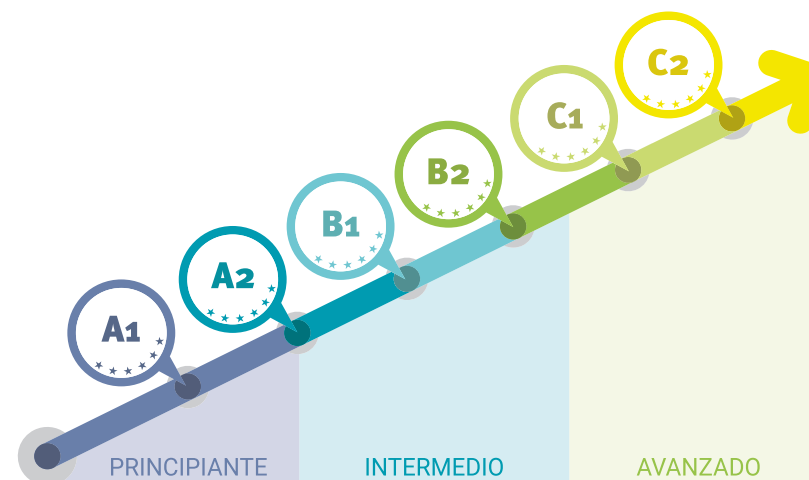 A1
A2
B1
B2
C1
C2
PRINCIPIANTE
INTERMEDIO
AVANZADO